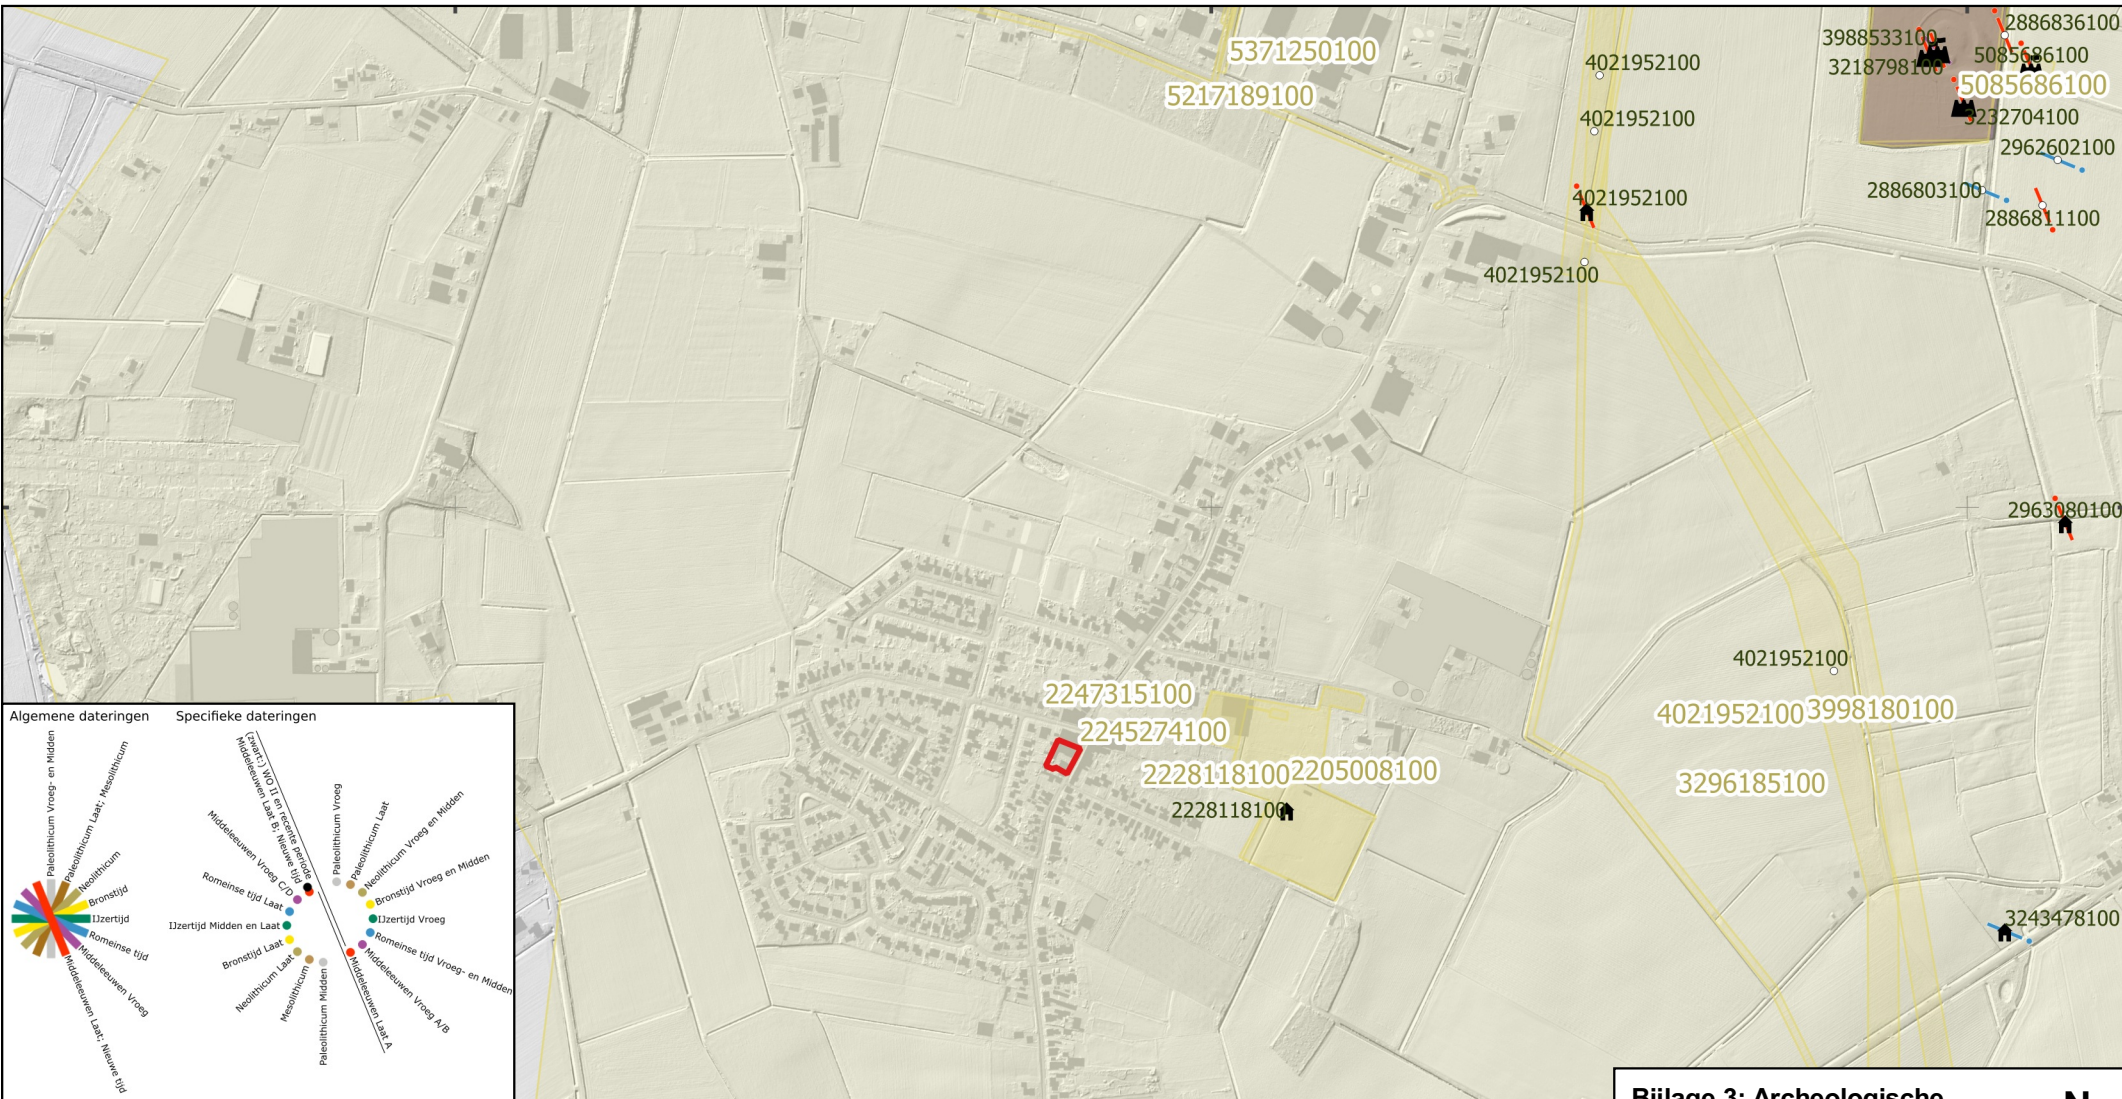 2886836100
3988533100
5371250100
5085686100
4021952100
3218798100
5085686100
5217189100
3232704100
4021952100
2962602100
2886803100
4021952100
2886811100
4021952100
2963080100
4021952100
2247315100
4021952100
3998180100
2245274100
2228118100
2205008100
3296185100
2228118100
3243478100
Algemene dateringen
Specifieke dateringen
Paleolithicum Vroeg- en Midden
Paleolithicum Laat; Mesolithicum
Neolithicum
Bronstijd
IJzertijd
Romeinse tijd
Middeleeuwen Vroeg
Middeleeuwen Laat; Nieuwe tijd
(zwart:) WO II en recente periode
Middeleeuwen Laat B; Nieuwe tijd
Middeleeuwen Vroeg C/D
Romeinse tijd Laat
IJzertijd Midden en Laat
Bronstijd Laat
Neolithicum Laat
Mesolithicum
Paleolithicum Midden
Paleolithicum Vroeg
Paleolithicum Laat
Neolithicum Vroeg en Midden
Bronstijd Vroeg en Midden
IJzertijd Vroeg
Romeinse tijd Vroeg- en Midden
Middeleeuwen Vroeg A/B
Middeleeuwen Laat A
Bijlage 3: Archeologische
N